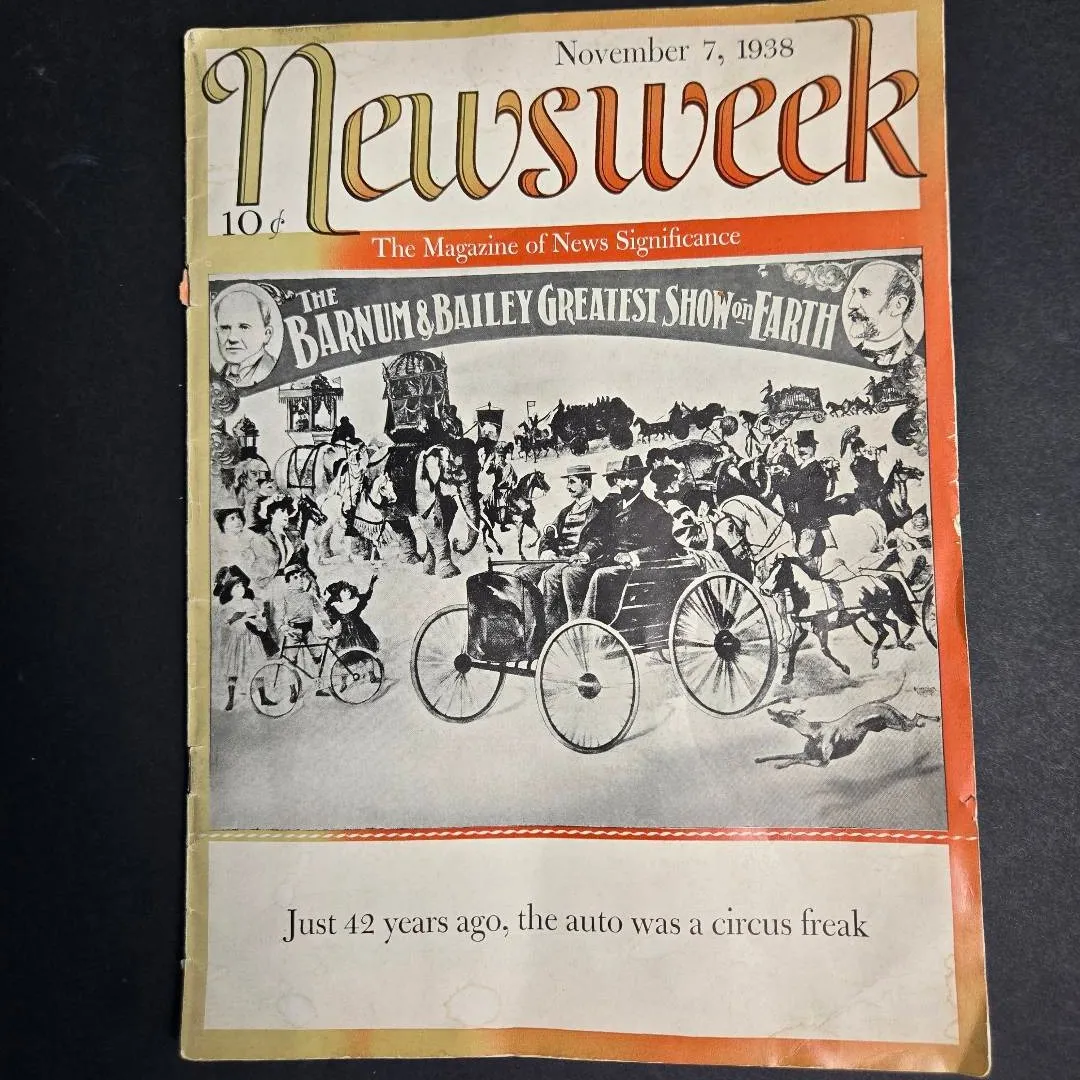 November 7, 1938
Newsweek
10 ¢
The Magazine of News Significance
THE BARNUM & BAILEY GREATEST SHOW on EARTH
Just 42 years ago, the auto was a circus freak